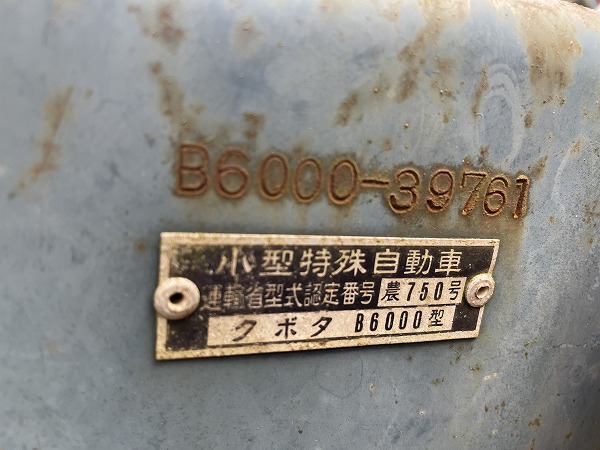 B6000-39761
小型特殊自動車
運輸省型式認定番号 農750号
クボタ B6000型